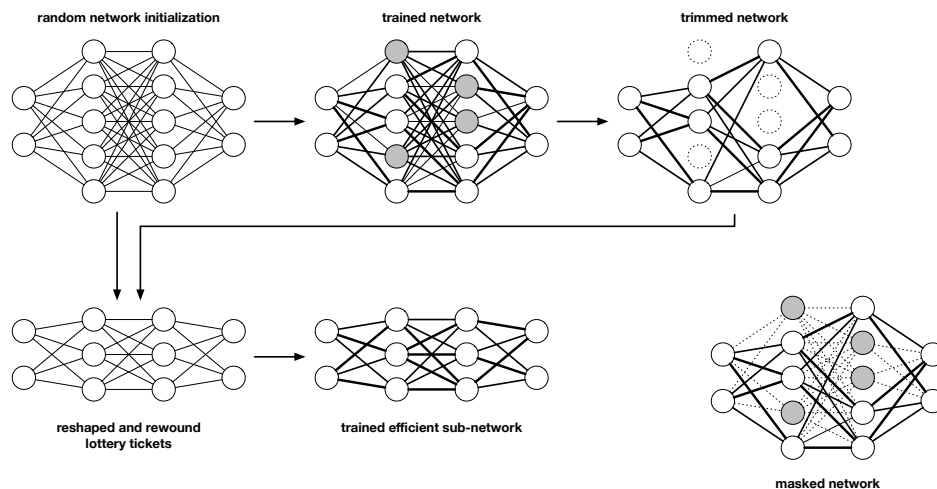 random network initialization
trained network
trimmed network
reshaped and rewound
lottery tickets
trained efficient sub-network
masked network